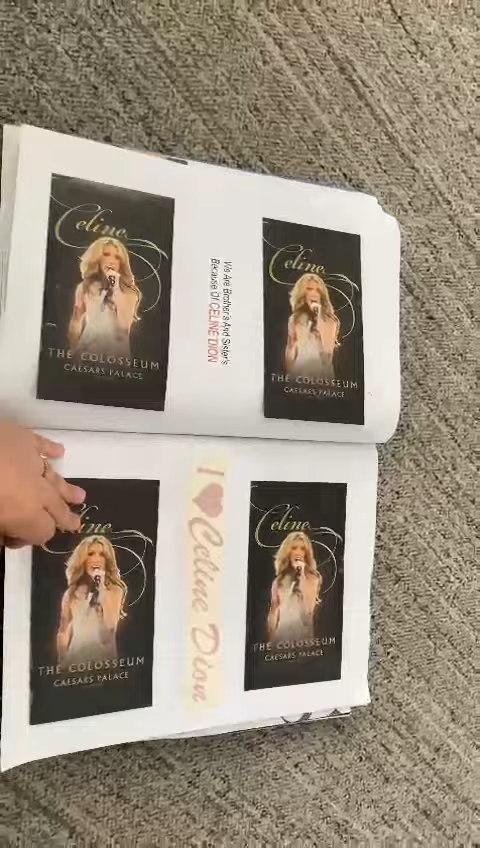 Celine
THE COLOSSEUM
CAESARS PALACE
We Are Brother's And Sister's
Because Of CELINE DION
Celine
THE COLOSSEUM
CAESARS PALACE
line
THE COLOSSEUM
CAESARS PALACE
I ❤ Celine Dion
Celine
THE COLOSSEUM
CAESARS PALACE